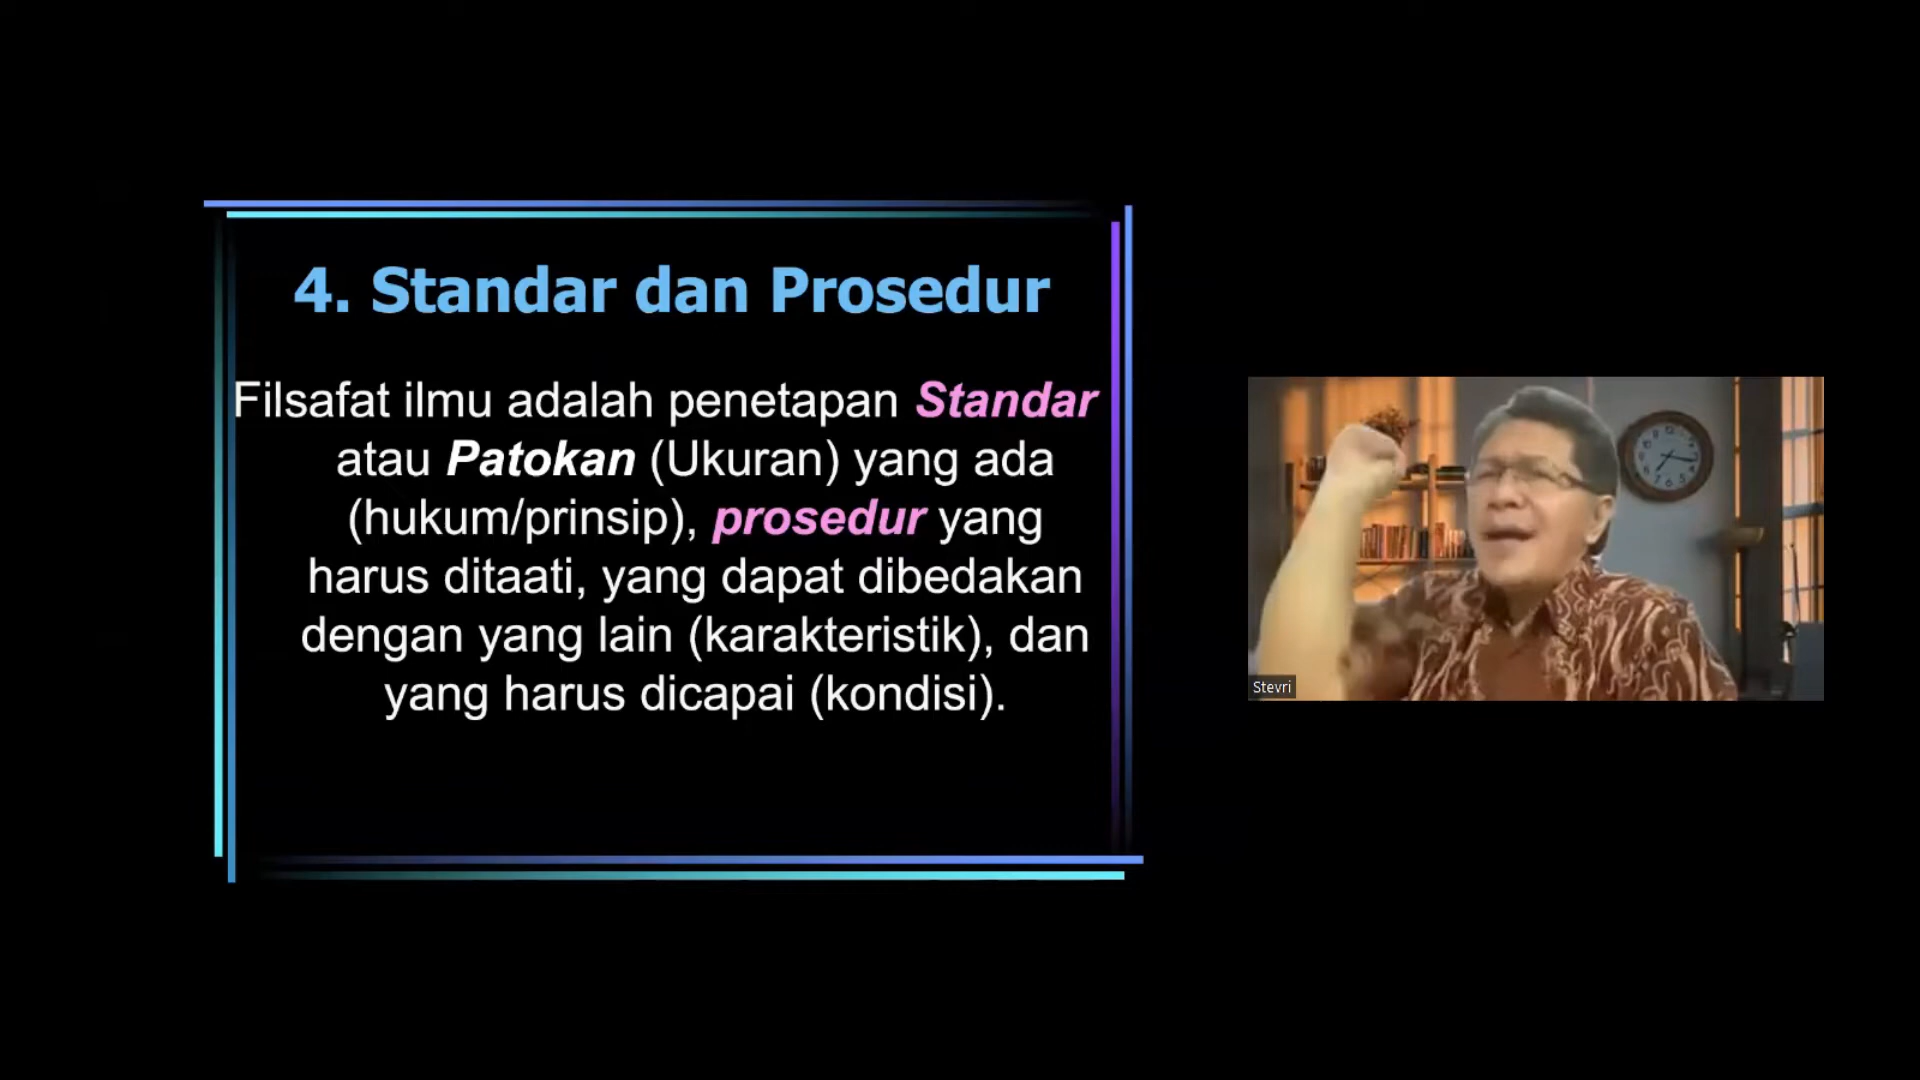 4. Standar dan Prosedur
Filsafat ilmu adalah penetapan Standar
atau Patokan (Ukuran) yang ada
(hukum/prinsip), prosedur yang
harus ditaati, yang dapat dibedakan
dengan yang lain (karakteristik), dan
yang harus dicapai (kondisi).
Stevri